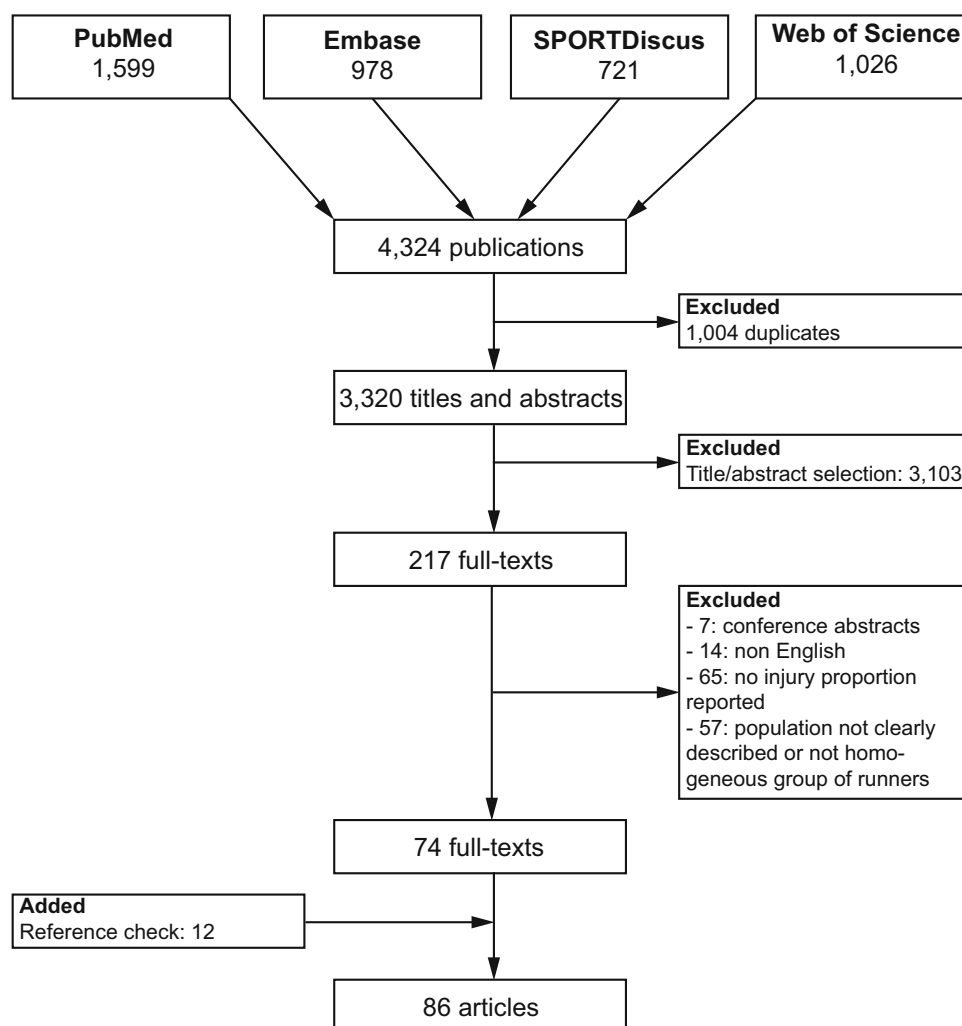 PubMed
1,599
Embase
978
SPORTDiscus
721
Web of Science
1,026
4,324 publications
Excluded
1,004 duplicates
3,320 titles and abstracts
Excluded
Title/abstract selection: 3,103
217 full-texts
Excluded
- 7: conference abstracts
- 14: non English
- 65: no injury proportion
reported
- 57: population not clearly
described or not homo-
geneous group of runners
74 full-texts
Added
Reference check: 12
86 articles